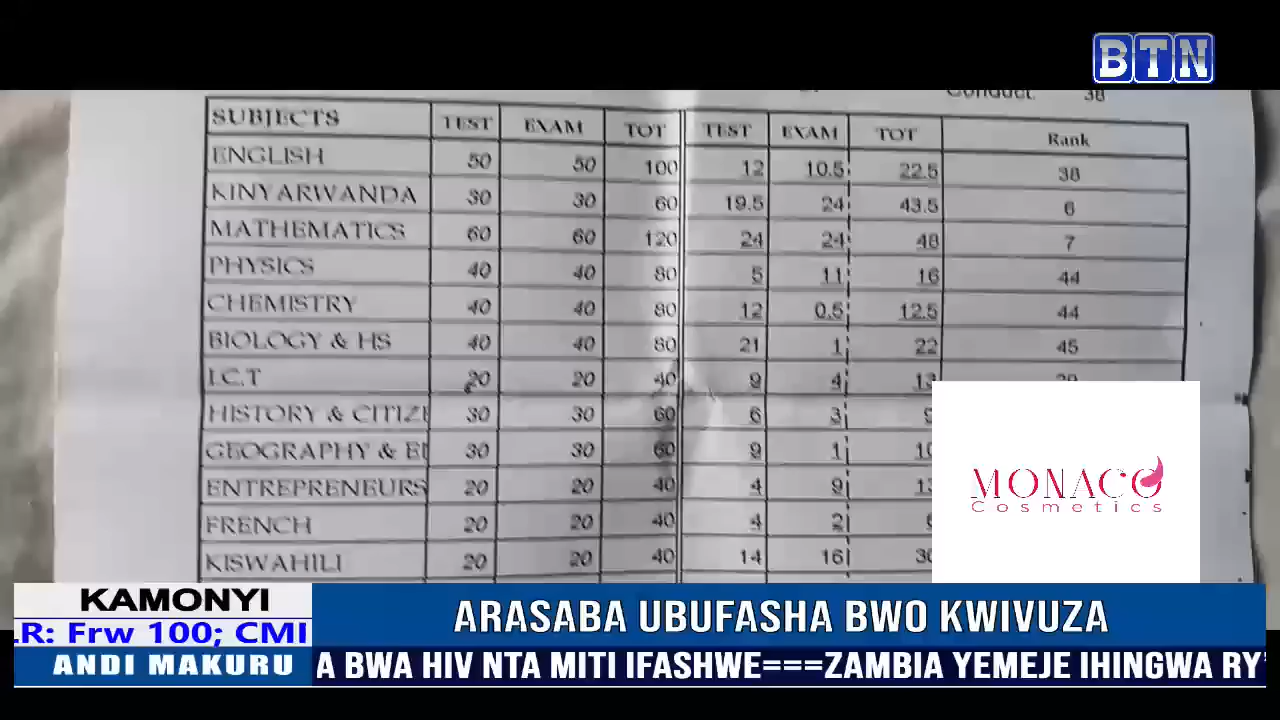 BTN
Conduct 38
SUBJECTS TEST EXAM TOT TEST EXAM TOT Rank
ENGLISH 50 50 100 12 10.5 22.5 38
KINYARWANDA 30 30 60 19.5 24 43.5 6
MATHEMATICS 60 60 120 24 24 48 7
PHYSICS 40 40 80 5 11 16 44
CHEMISTRY 40 40 80 12 0.5 12.5 44
BIOLOGY & HS 40 40 80 21 1 22 45
I.C.T 20 20 40 9 4 13
HISTORY & CITIZ 30 30 60 6 3
GEOGRAPHY & E 30 30 60 9 1 10
ENTREPRENEURS 20 20 40 4 9 13
FRENCH 20 20 40 4 2
KISWAHILI 20 20 40 14 16 30
MONACO
Cosmetics
KAMONYI
.R: Frw 100; CMI
ARASABA UBUFASHA BWO KWIVUZA
ANDI MAKURU
A BWA HIV NTA MITI IFASHWE===ZAMBIA YEMEJE IHINGWA RY'